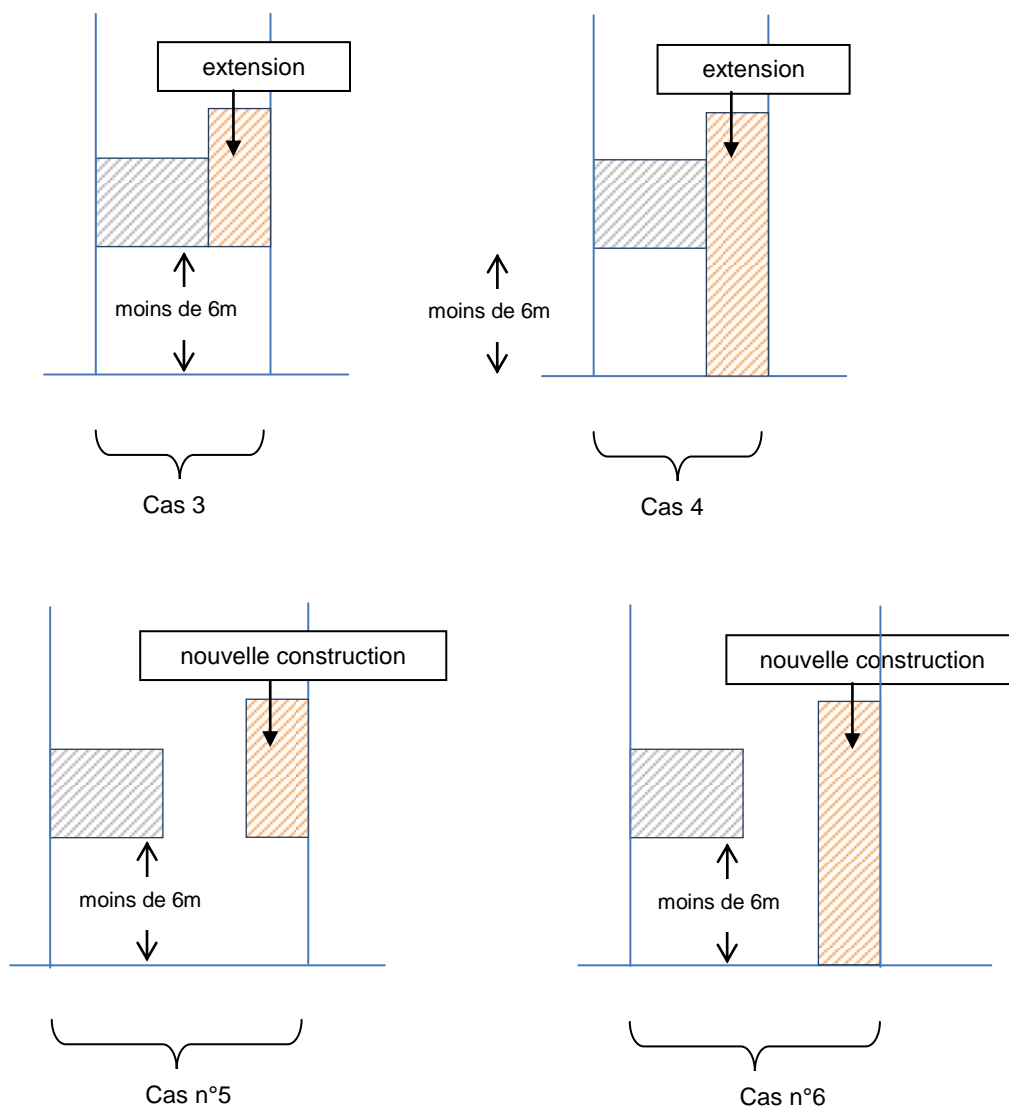 extension
extension
moins de 6m
moins de 6m
Cas 3
Cas 4
nouvelle construction
nouvelle construction
moins de 6m
moins de 6m
Cas n°5
Cas n°6